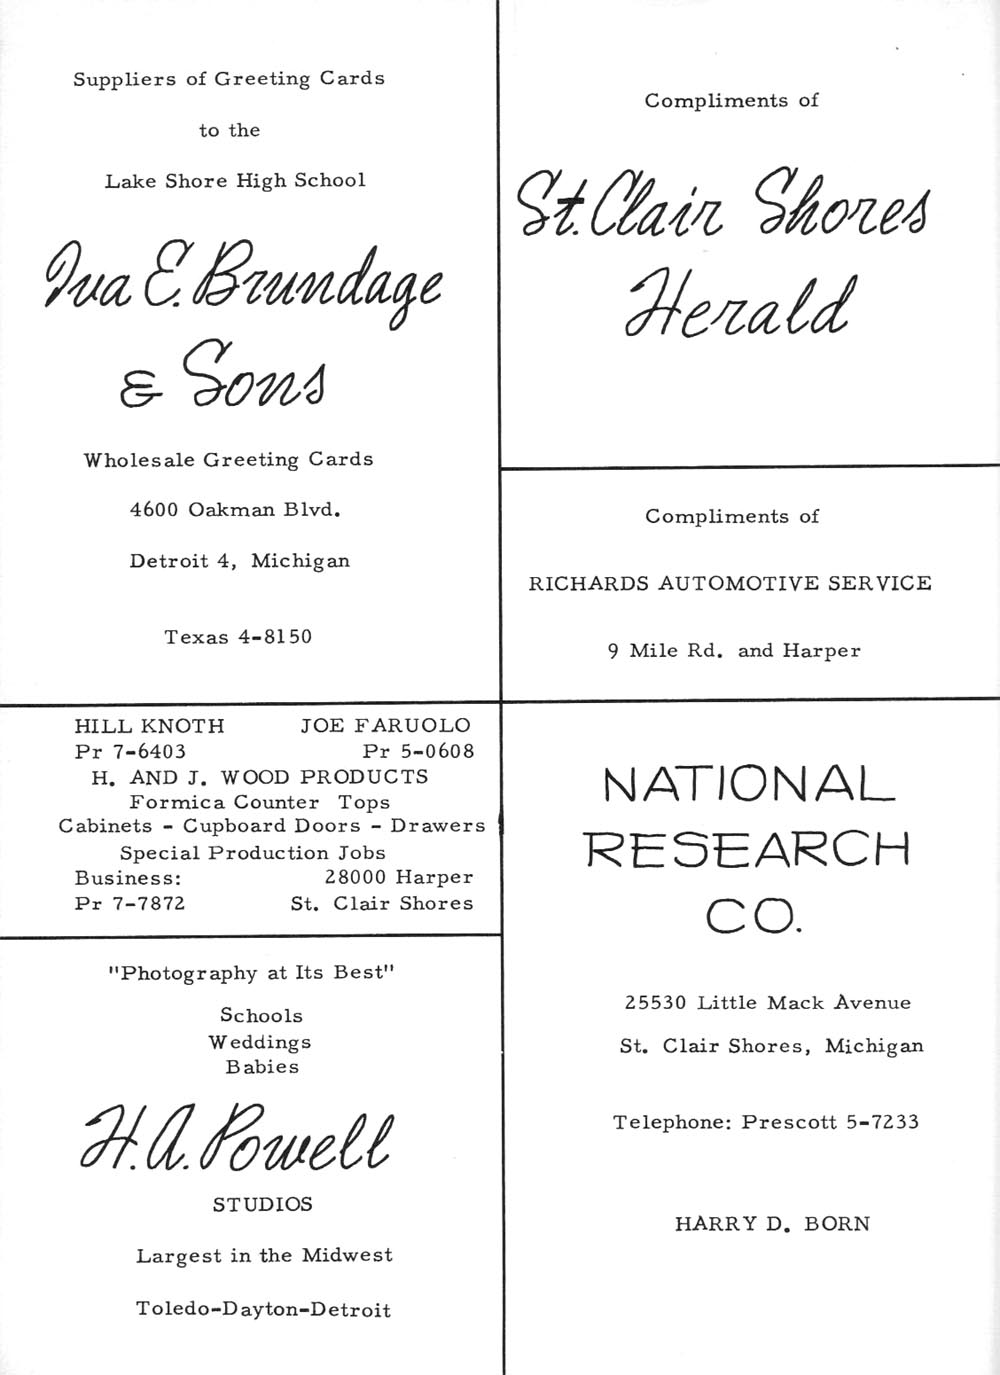 Suppliers of Greeting Cards
to the
Lake Shore High School
Iva E. Brundage
& Sons
Wholesale Greeting Cards
4600 Oakman Blvd.
Detroit 4, Michigan
Texas 4-8150
Compliments of
St. Clair Shores
Herald
Compliments of
RICHARDS AUTOMOTIVE SERVICE
9 Mile Rd. and Harper
HILL KNOTH JOE FARUOLO
Pr 7-6403 Pr 5-0608
H. AND J. WOOD PRODUCTS
Formica Counter Tops
Cabinets - Cupboard Doors - Drawers
Special Production Jobs
Business: 28000 Harper
Pr 7-7872 St. Clair Shores
"Photography at Its Best"
Schools
Weddings
Babies
H. A. Powell
STUDIOS
Largest in the Midwest
Toledo-Dayton-Detroit
NATIONAL
RESEARCH
CO.
25530 Little Mack Avenue
St. Clair Shores, Michigan
Telephone: Prescott 5-7233
HARRY D. BORN